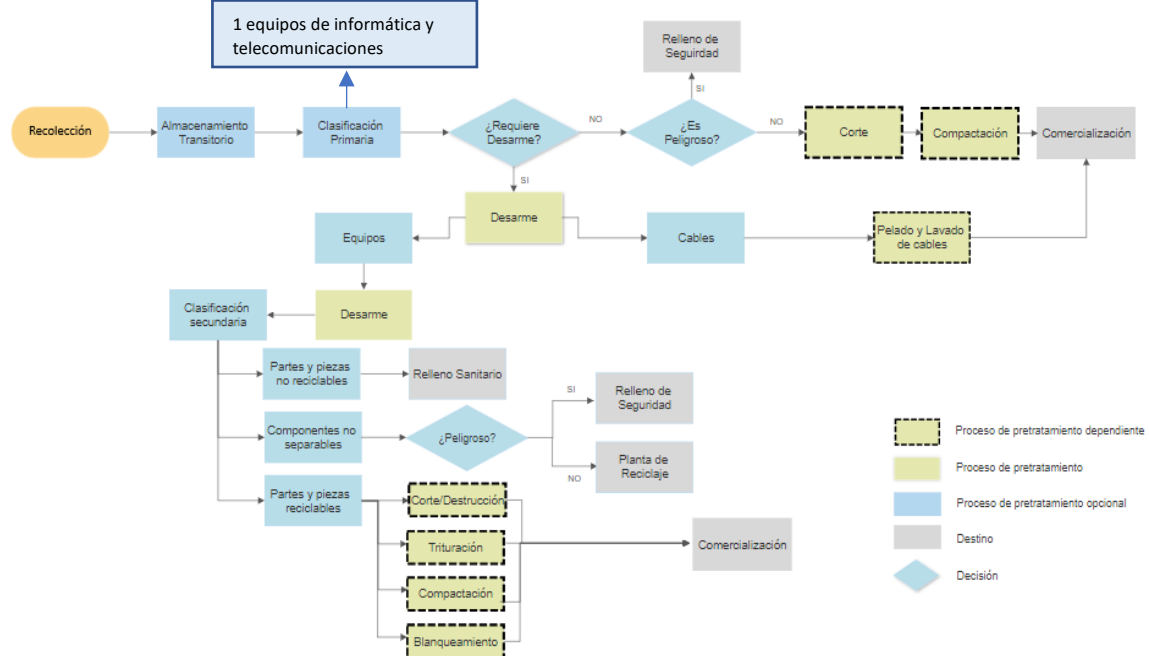 1 equipos de informática y
telecomunicaciones
Relleno de
Seguirdad
SI
Recolección
Almacenamiento
Transitorio
Clasificación
Primaria
¿Requiere
Desarme?
NO
¿Es
Peligroso?
NO
Corte
Compactación
Comercialización
SI
Desarme
Equipos
Cables
Pelado y Lavado
de cables
Clasificación
secundaria
Desarme
Partes y piezas
no reciclables
Relleno Sanitario
Componentes no
separables
¿Peligroso?
SI
Relleno de
Seguridad
NO
Planta de
Reciclaje
Partes y piezas
reciclables
Corte/Destrucción
Trituración
Compactación
Blanqueamiento
Comercialización
Proceso de pretratamiento dependiente
Proceso de pretratamiento
Proceso de pretratamiento opcional
Destino
Decisión